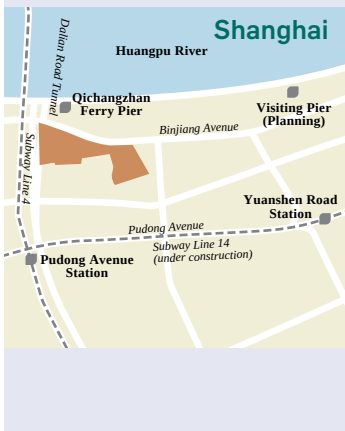 Shanghai
Dalian Road Tunnel
Huangpu River
Qichangzhan
Ferry Pier
Visiting Pier
(Planning)
Binjiang Avenue
Subway Line 4
Yuanshen Road
Station
Pudong Avenue
Subway Line 14
(under construction)
Pudong Avenue
Station